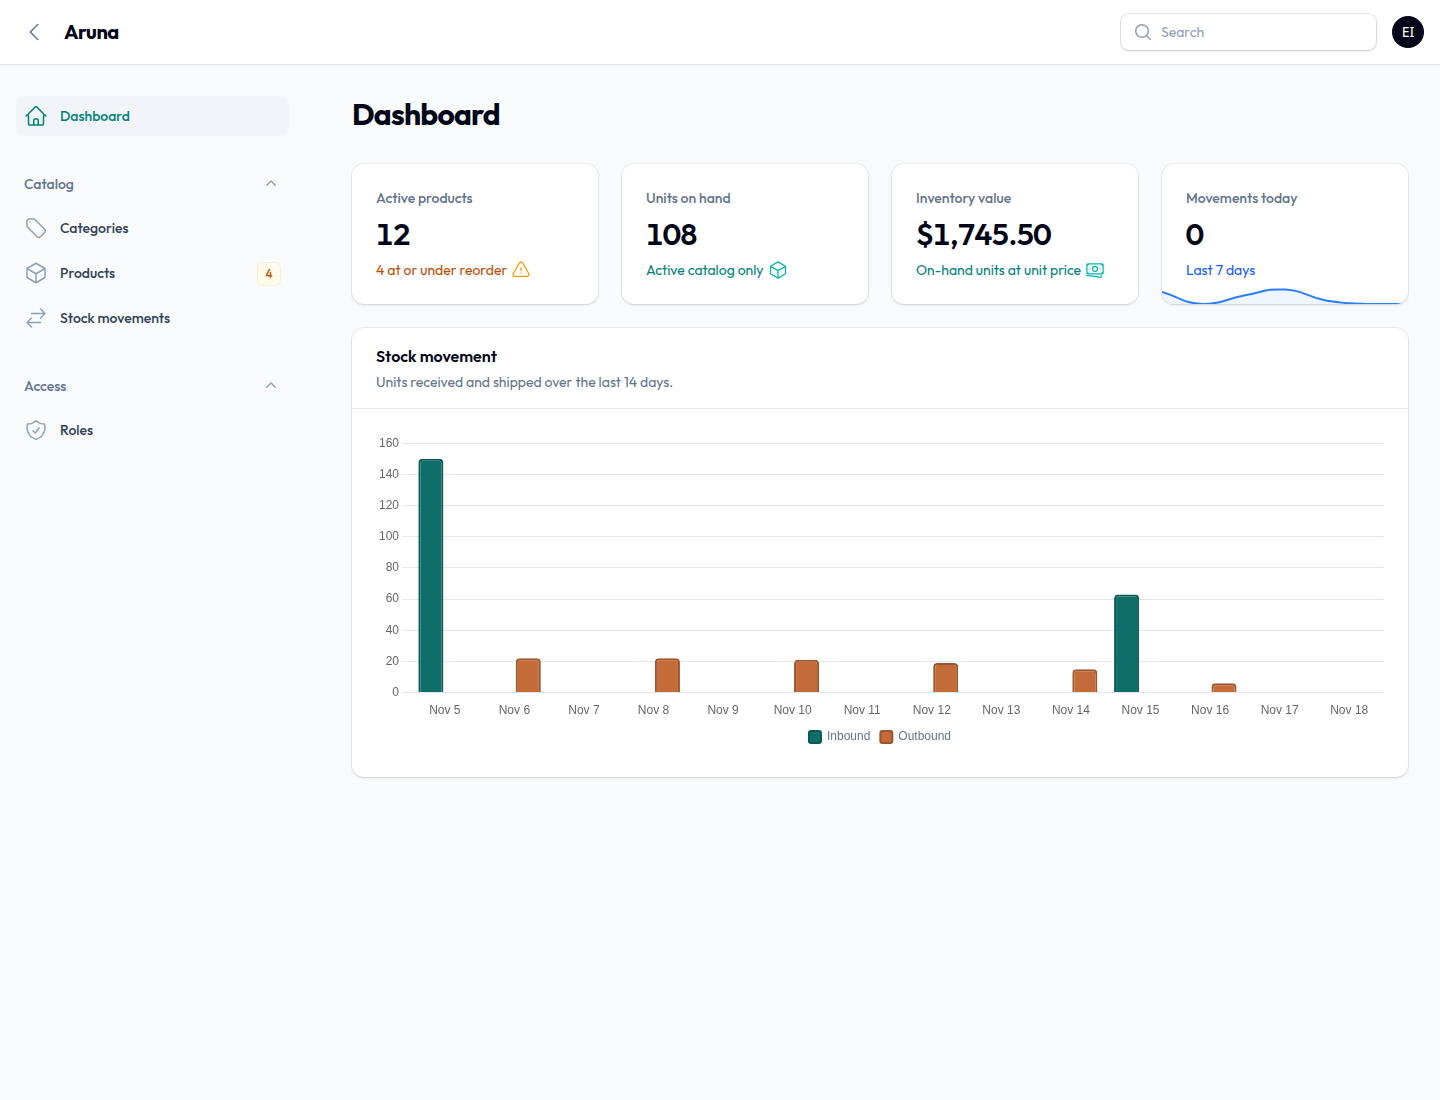 Aruna
Search
EI
Dashboard
Catalog
Categories
Products
4
Stock movements
Access
Roles
Dashboard
Active products
12
4 at or under reorder
Units on hand
108
Active catalog only
Inventory value
$1,745.50
On-hand units at unit price
Movements today
0
Last 7 days
Stock movement
Units received and shipped over the last 14 days.
160
140
120
100
80
60
40
20
0
Nov 5 Nov 6 Nov 7 Nov 8 Nov 9 Nov 10 Nov 11 Nov 12 Nov 13 Nov 14 Nov 15 Nov 16 Nov 17 Nov 18
Inbound Outbound